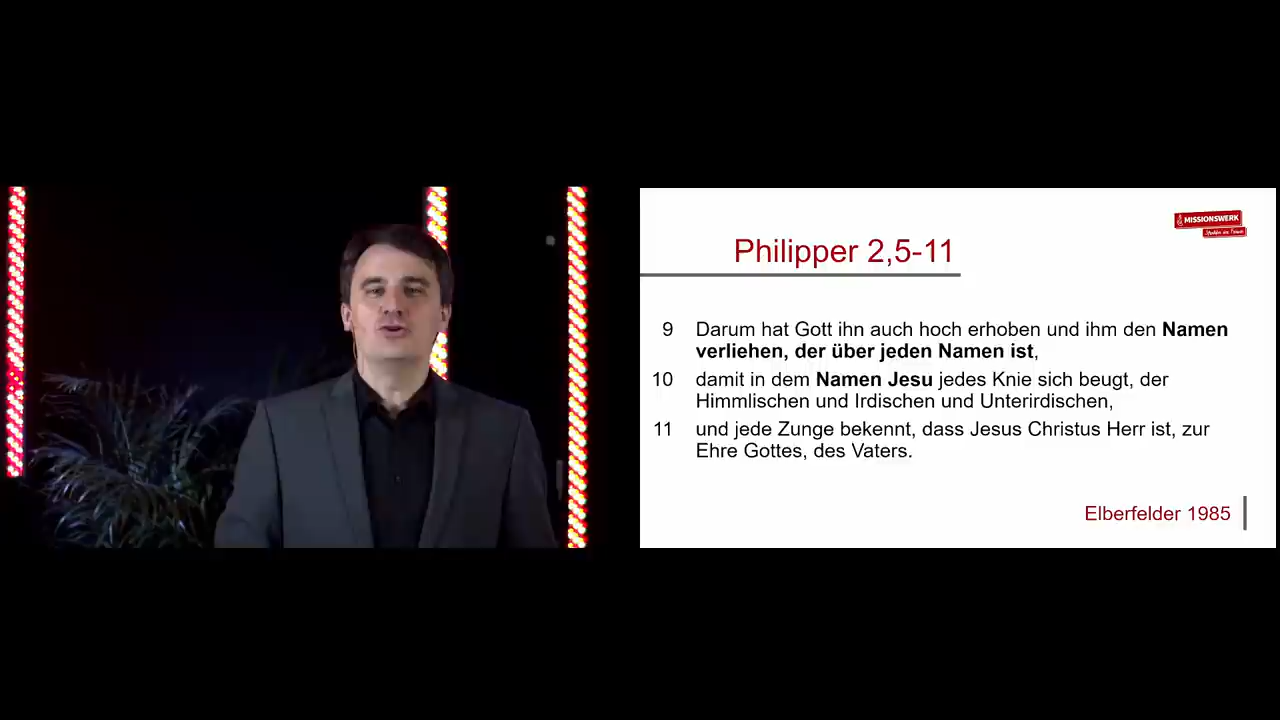 MISSIONSWERK
Philipper 2,5-11
9 Darum hat Gott ihn auch hoch erhoben und ihm den Namen
verliehen, der über jeden Namen ist,
10 damit in dem Namen Jesu jedes Knie sich beugt, der
Himmlischen und Irdischen und Unterirdischen,
11 und jede Zunge bekennt, dass Jesus Christus Herr ist, zur
Ehre Gottes, des Vaters.
Elberfelder 1985